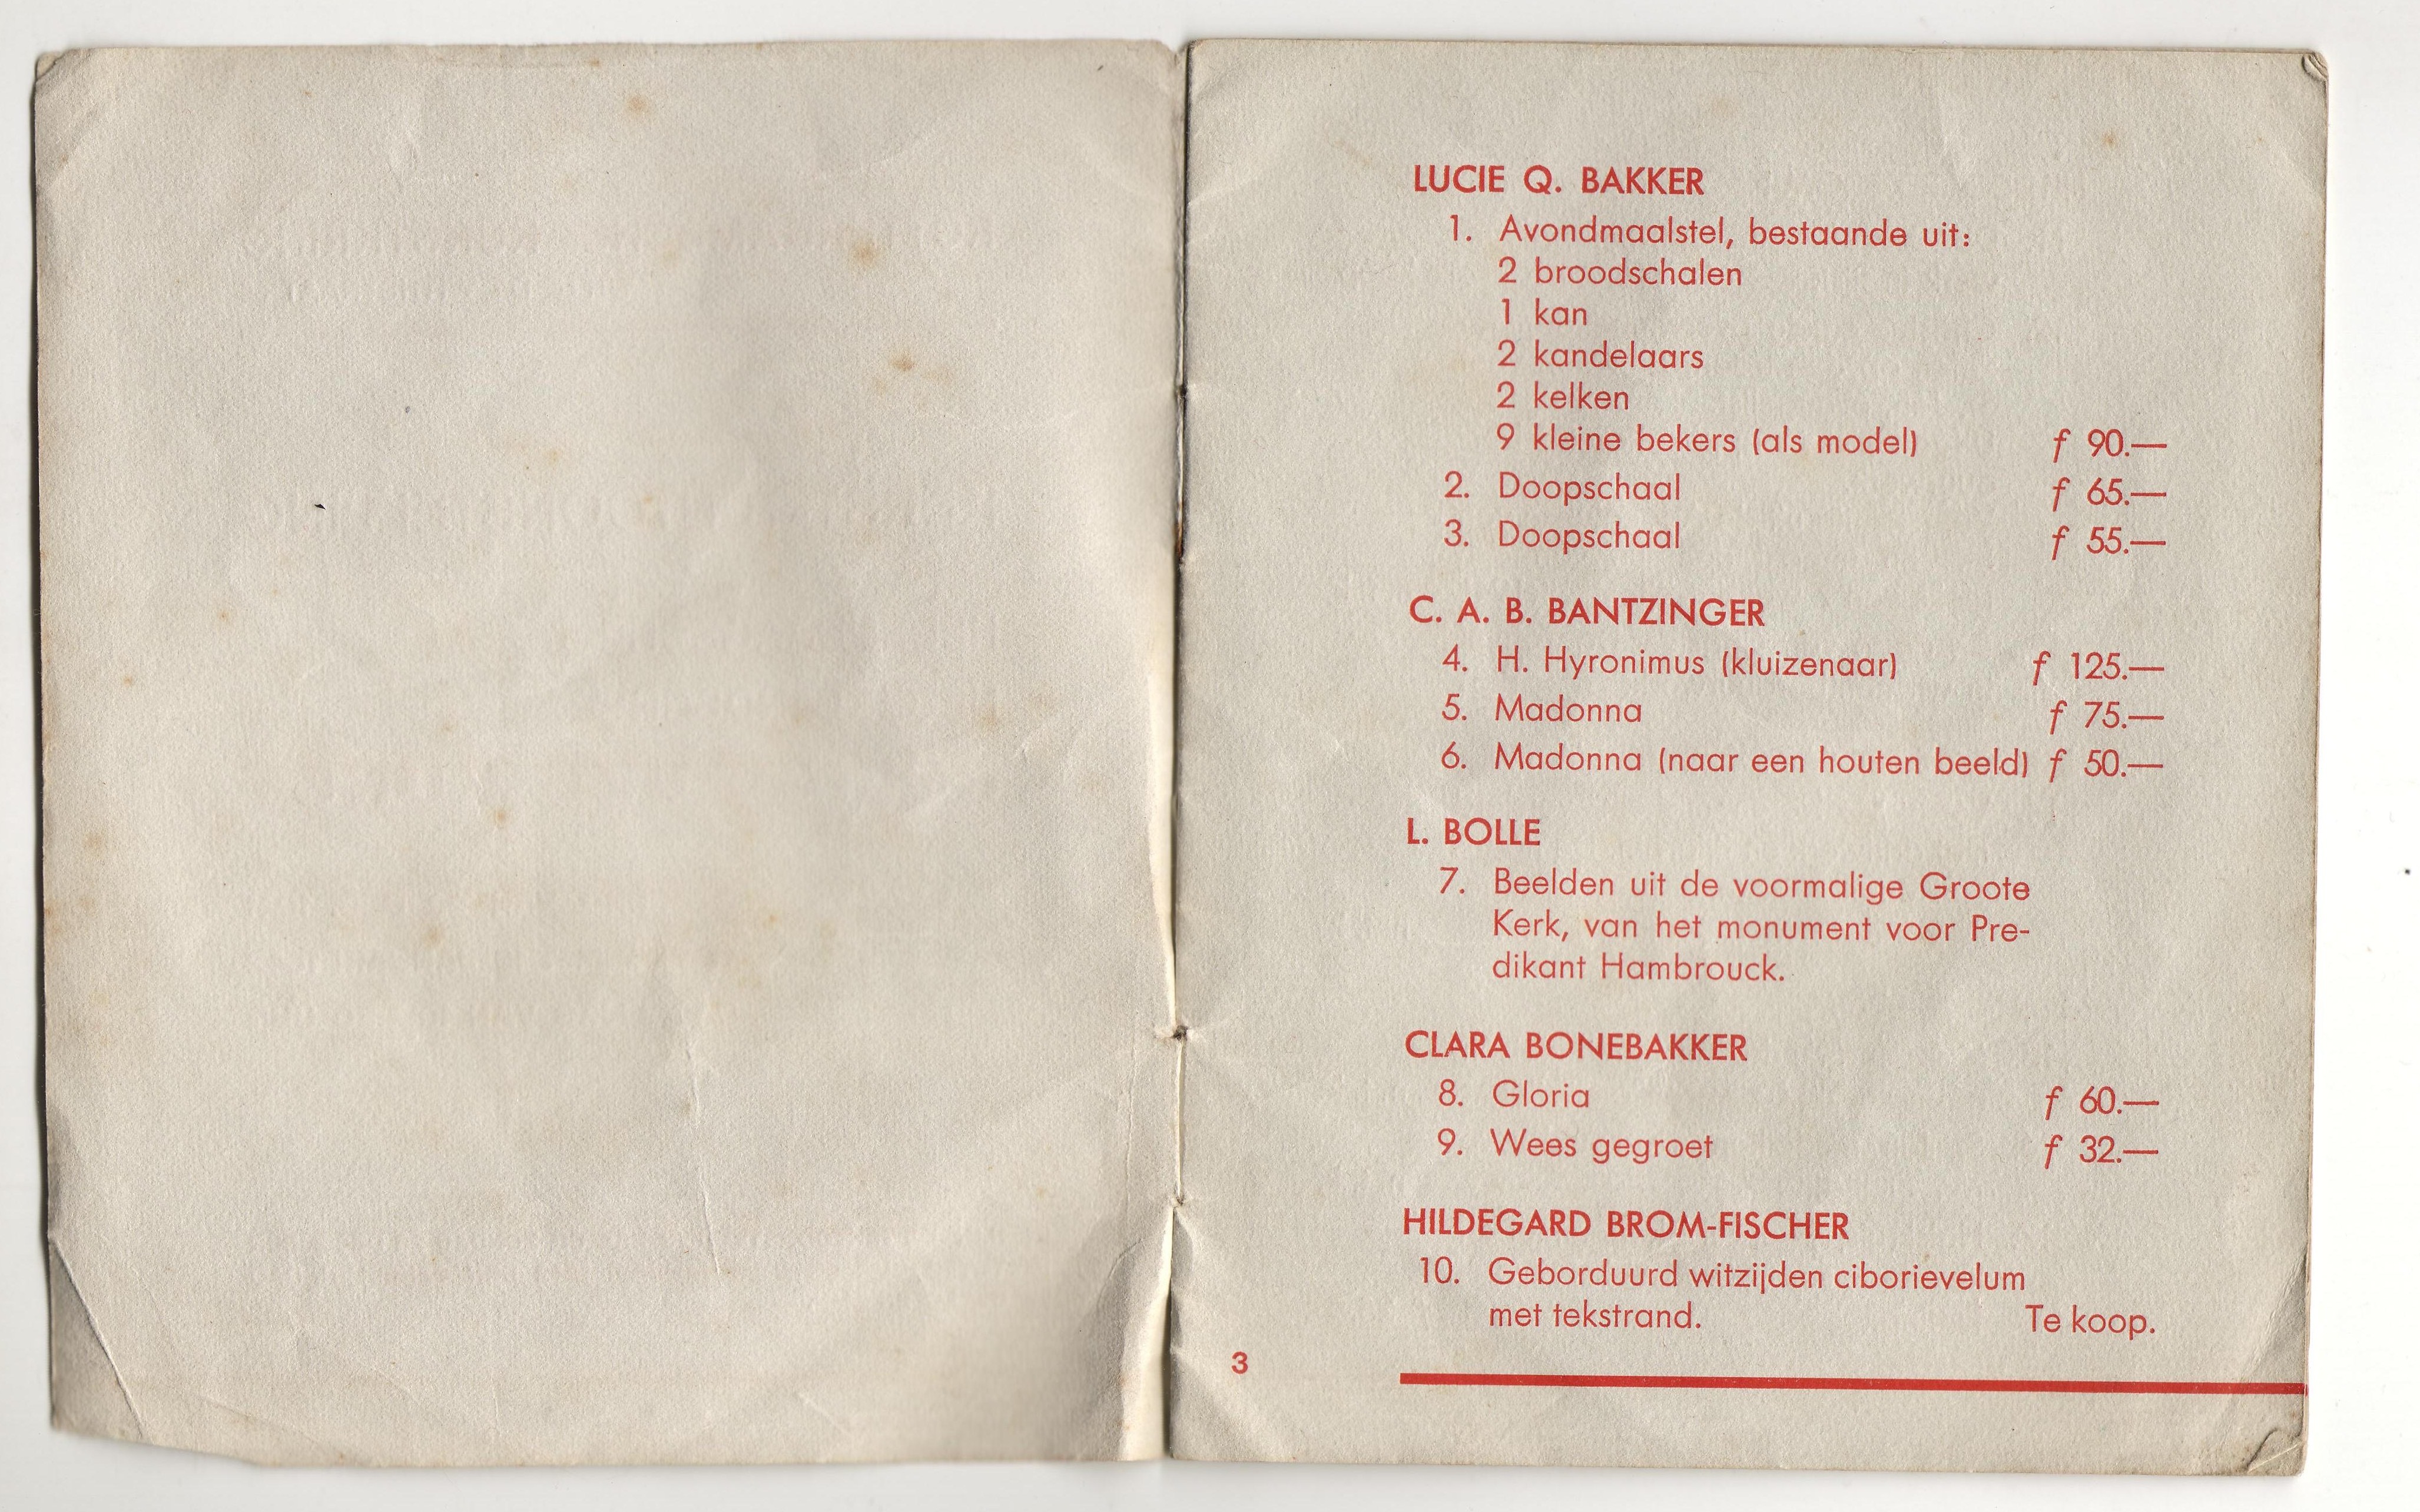 LUCIE Q. BAKKER
1. Avondmaalstel, bestaande uit:
2 broodschalen
1 kan
2 kandelaars
2 kelken
9 kleine bekers (als model) f 90.—
2. Doopschaal f 65.—
3. Doopschaal f 55.—
C. A. B. BANTZINGER
4. H. Hyronimus (kluizenaar) f 125.—
5. Madonna f 75.—
6. Madonna (naar een houten beeld) f 50.—
L. BOLLE
7. Beelden uit de voormalige Groote
Kerk, van het monument voor Pre-
dikant Hambrouck.
CLARA BONEBAKKER
8. Gloria f 60.—
9. Wees gegroet f 32.—
HILDEGARD BROM-FISCHER
10. Geborduurd witzijden ciborievelum
met tekstrand. Te koop.
3